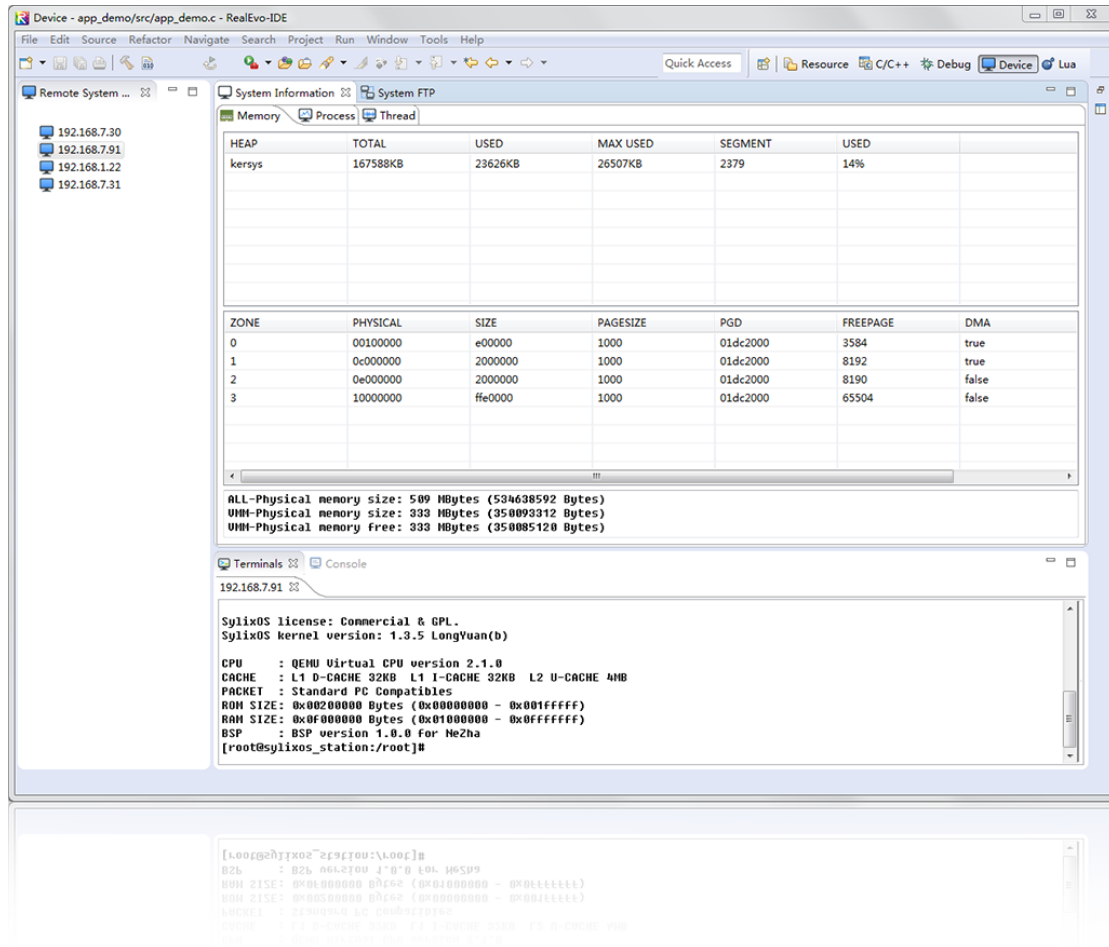 Device - app_demo/src/app_demo.c - RealEvo-IDE
File Edit Source Refactor Navigate Search Project Run Window Tools Help
Quick Access Resource C/C++ Debug Device Lua
Remote System ...
192.168.7.30
192.168.7.91
192.168.1.22
192.168.7.31
System Information System FTP
Memory Process Thread
HEAP TOTAL USED MAX USED SEGMENT USED
kersys 167588KB 23626KB 26507KB 2379 14%
ZONE PHYSICAL SIZE PAGESIZE PGD FREEPAGE DMA
0 00100000 e00000 1000 01dc2000 3584 true
1 0c000000 2000000 1000 01dc2000 8192 true
2 0e000000 2000000 1000 01dc2000 8190 false
3 10000000 ffe0000 1000 01dc2000 65504 false
ALL-Physical memory size: 509 MBytes (534638592 Bytes)
VMM-Physical memory size: 333 MBytes (350093312 Bytes)
VMM-Physical memory free: 333 MBytes (350085120 Bytes)
Terminals Console
192.168.7.91
SylixOS license: Commercial & GPL.
SylixOS kernel version: 1.3.5 LongYuan(b)
CPU : QEMU Virtual CPU version 2.1.0
CACHE : L1 D-CACHE 32KB L1 I-CACHE 32KB L2 U-CACHE 4MB
PACKET : Standard PC Compatibles
ROM SIZE: 0x00200000 Bytes (0x00000000 - 0x001fffff)
RAM SIZE: 0x0F000000 Bytes (0x01000000 - 0x0fffffff)
BSP : BSP version 1.0.0 for NeZha
[root@sylixos_station:/root]#